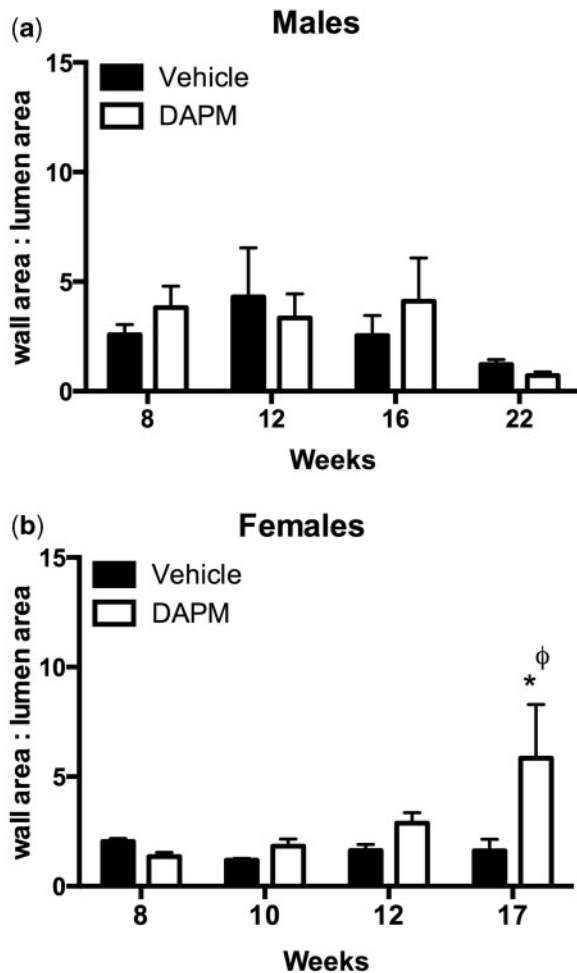 (a)
Males
Vehicle
DAPM
wall area : lumen area
15
10
5
0
8 12 16 22
Weeks
(b)
Females
Vehicle
DAPM
wall area : lumen area
15
10
5
0
* ϕ
8 10 12 17
Weeks